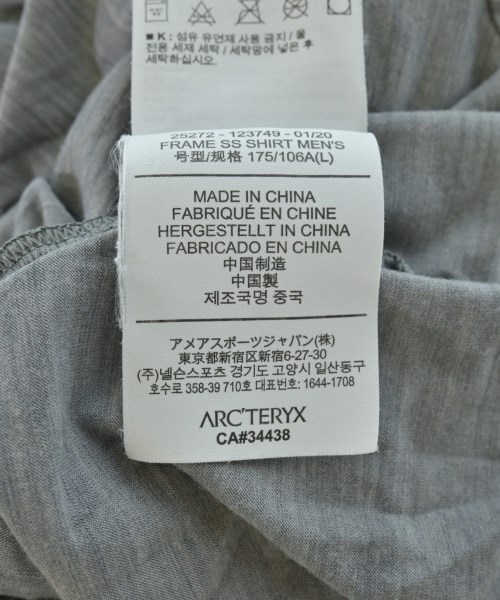 ■ K : 섬유 유연제 사용 금지 / 울
전용 세제 세탁 / 세탁망에 넣은 후
세탁하십시오.
25272 - 123749 - 01/20
FRAME SS SHIRT MEN'S
号型/规格 175/106A(L)
MADE IN CHINA
FABRIQUÉ EN CHINE
HERGESTELLT IN CHINA
FABRICADO EN CHINA
中国制造
中国製
제조국명 중국
アメアスポーツジャパン(株)
東京都新宿区新宿6-27-30
(주)넬슨스포츠 경기도 고양시 일산동구
호수로 358-39 710호 대표번호: 1644-1708
ARC'TERYX
CA#34438